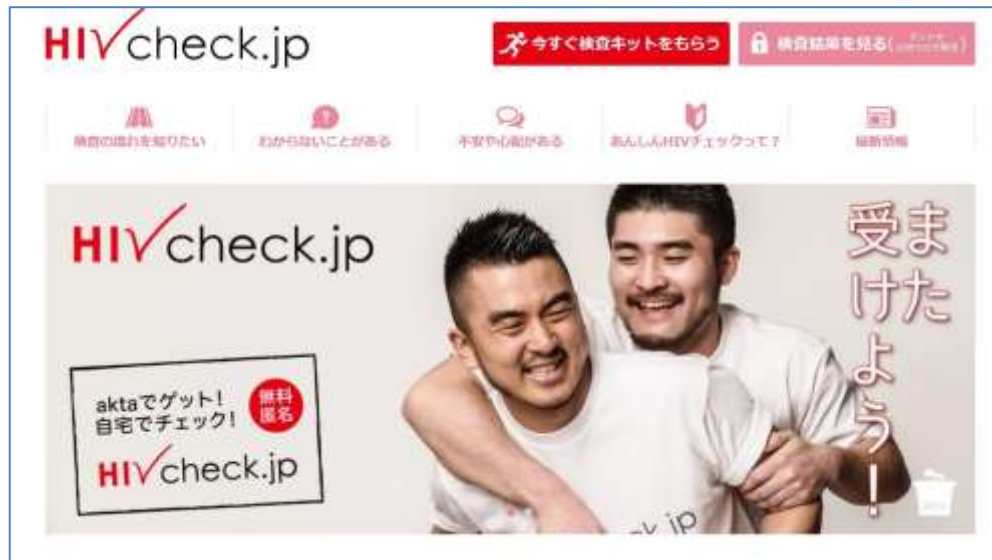 HIVcheck.jp
今すぐ検査キットをもらう
検査結果を見る(
検査の流れを知りたい
わからないことがある
不安や心配がある
あんしんHIVチェックって？
最新情報
HIVcheck.jp
また
受けよう！
aktaでゲット！
自宅でチェック！
無料
匿名
HIVcheck.jp